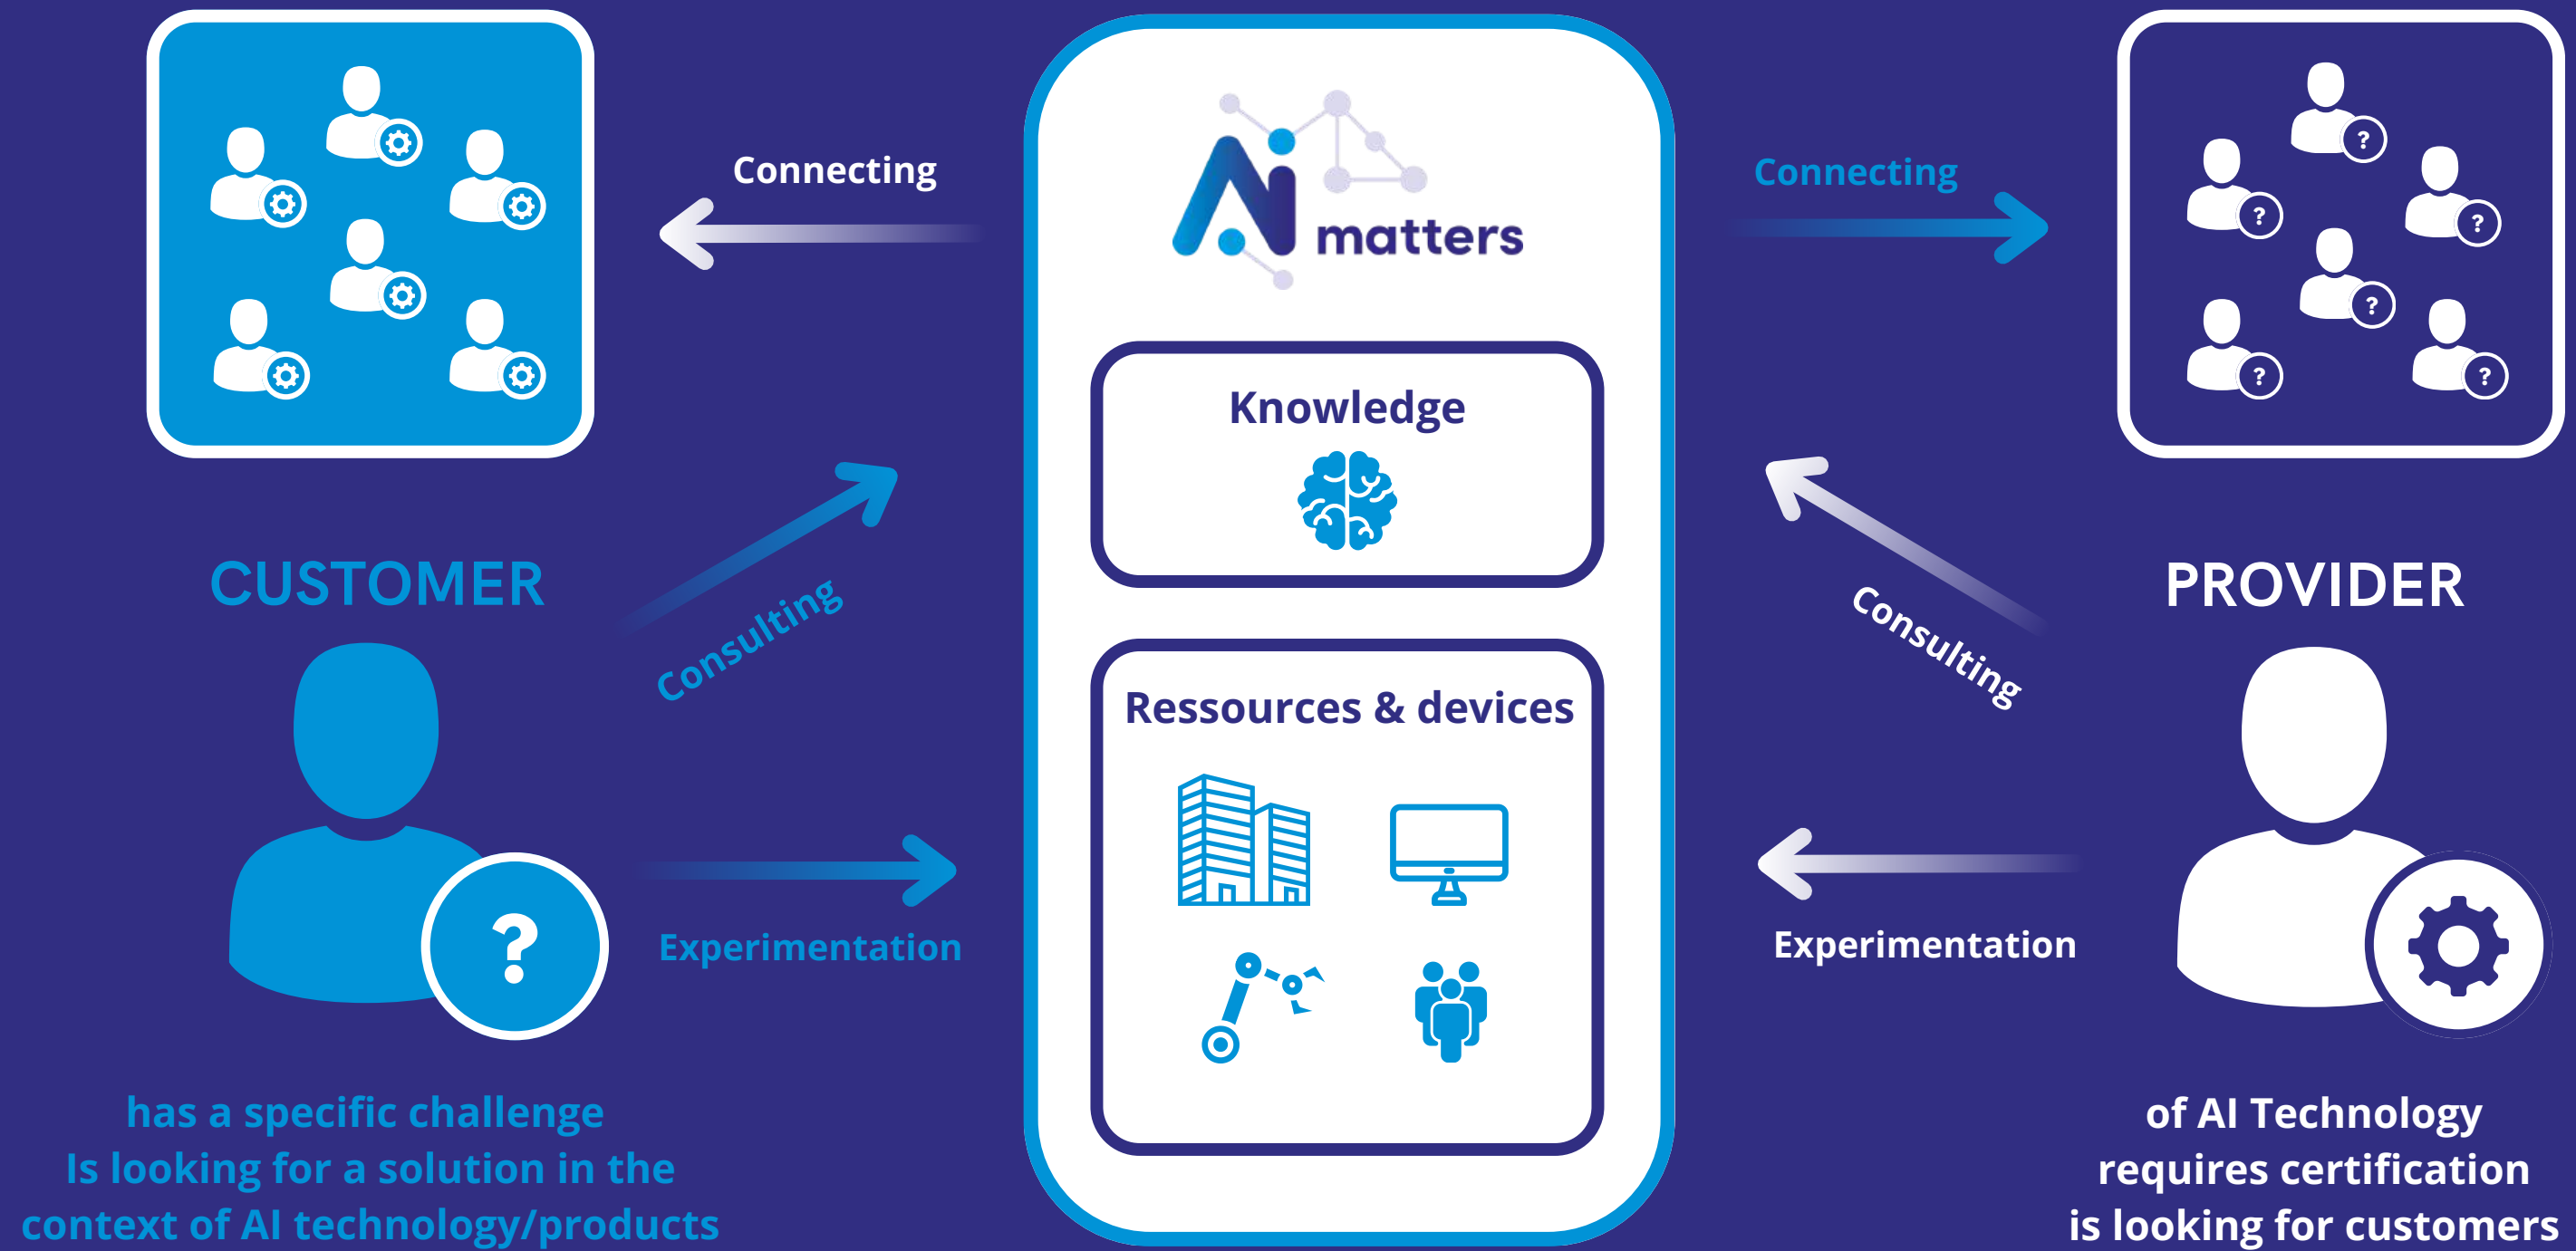 Connecting
Ai matters
Connecting
Knowledge
CUSTOMER
Consulting
Consulting
PROVIDER
Ressources & devices
?
Experimentation
Experimentation
has a specific challenge
Is looking for a solution in the
context of AI technology/products
of AI Technology
requires certification
is looking for customers
?
?
?
?
?
?